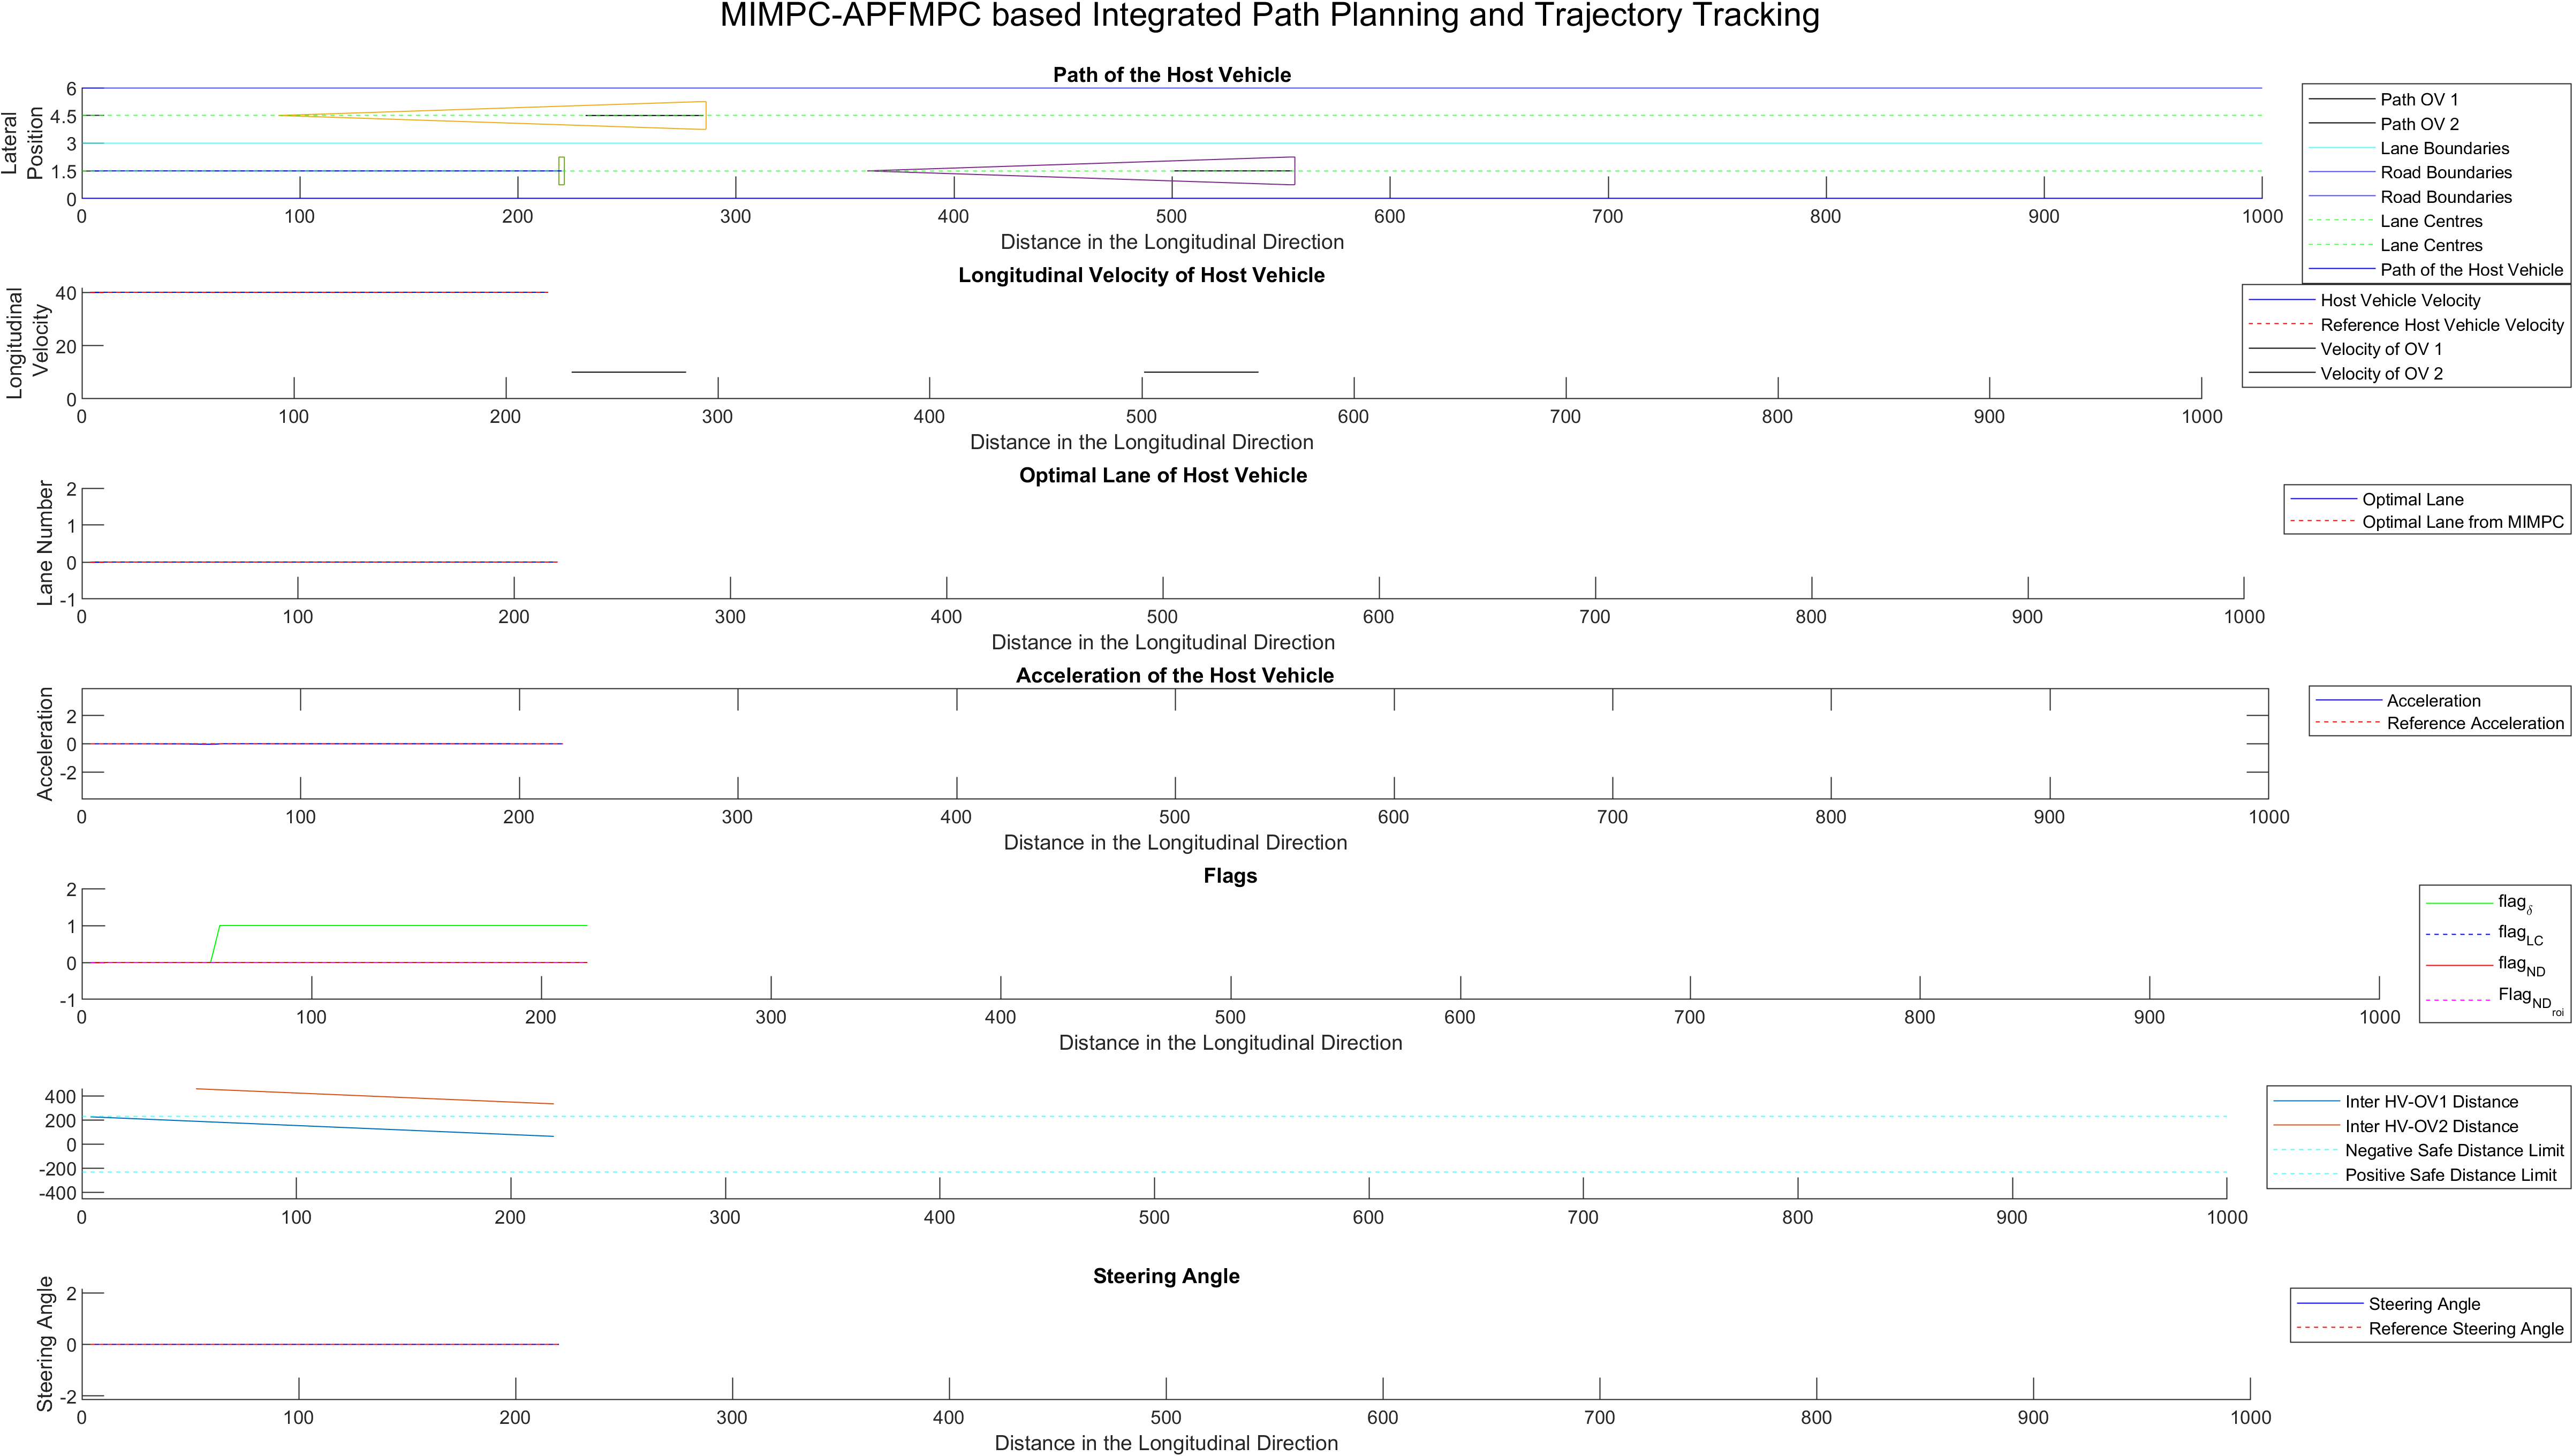 MIMPC-APFMPC based Integrated Path Planning and Trajectory Tracking
Path of the Host Vehicle
Lateral
Position
6
4.5
3
1.5
0
0 100 200 300 400 500 600 700 800 900 1000
Distance in the Longitudinal Direction
Path OV 1
Path OV 2
Lane Boundaries
Road Boundaries
Road Boundaries
Lane Centres
Lane Centres
Path of the Host Vehicle
Longitudinal Velocity of Host Vehicle
Longitudinal
Velocity
40
20
0
0 100 200 300 400 500 600 700 800 900 1000
Distance in the Longitudinal Direction
Host Vehicle Velocity
Reference Host Vehicle Velocity
Velocity of OV 1
Velocity of OV 2
Optimal Lane of Host Vehicle
Lane Number
2
1
0
-1
0 100 200 300 400 500 600 700 800 900 1000
Distance in the Longitudinal Direction
Optimal Lane
Optimal Lane from MIMPC
Acceleration of the Host Vehicle
Acceleration
2
0
-2
0 100 200 300 400 500 600 700 800 900 1000
Distance in the Longitudinal Direction
Acceleration
Reference Acceleration
Flags
2
1
0
-1
0 100 200 300 400 500 600 700 800 900 1000
Distance in the Longitudinal Direction
flagδ
flagLC
flagND
FlagNDroi
400
200
0
-200
-400
0 100 200 300 400 500 600 700 800 900 1000
Inter HV-OV1 Distance
Inter HV-OV2 Distance
Negative Safe Distance Limit
Positive Safe Distance Limit
Steering Angle
Steering Angle
2
0
-2
0 100 200 300 400 500 600 700 800 900 1000
Distance in the Longitudinal Direction
Steering Angle
Reference Steering Angle